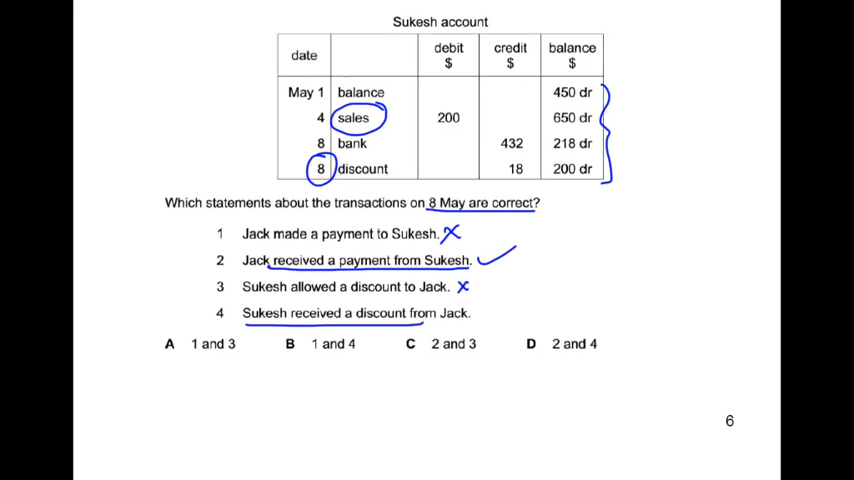 Sukesh account
date debit $ credit $ balance $
May 1 balance 450 dr
4 sales 200 650 dr
8 bank 432 218 dr
8 discount 18 200 dr
Which statements about the transactions on 8 May are correct?
1 Jack made a payment to Sukesh.
2 Jack received a payment from Sukesh.
3 Sukesh allowed a discount to Jack.
4 Sukesh received a discount from Jack.
A 1 and 3 B 1 and 4 C 2 and 3 D 2 and 4
6